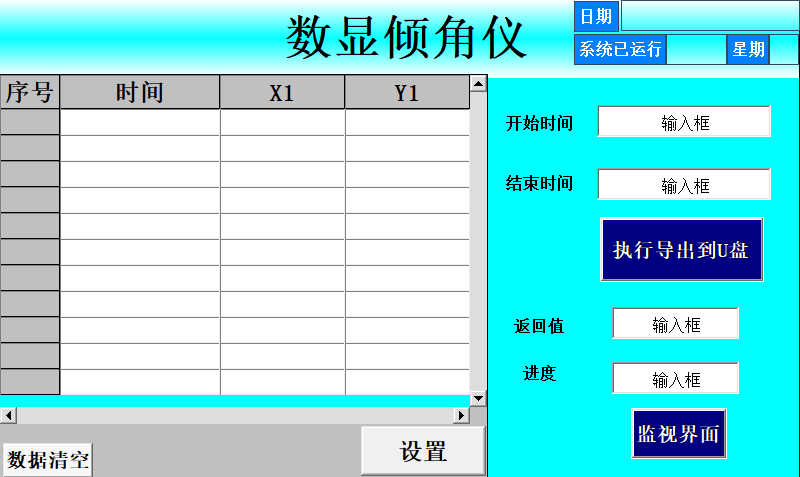 数显倾角仪
日期
系统已运行
星期
序号 时间 X1 Y1
开始时间 输入框
结束时间 输入框
执行导出到U盘
返回值 输入框
进度 输入框
监视界面
设置
数据清空